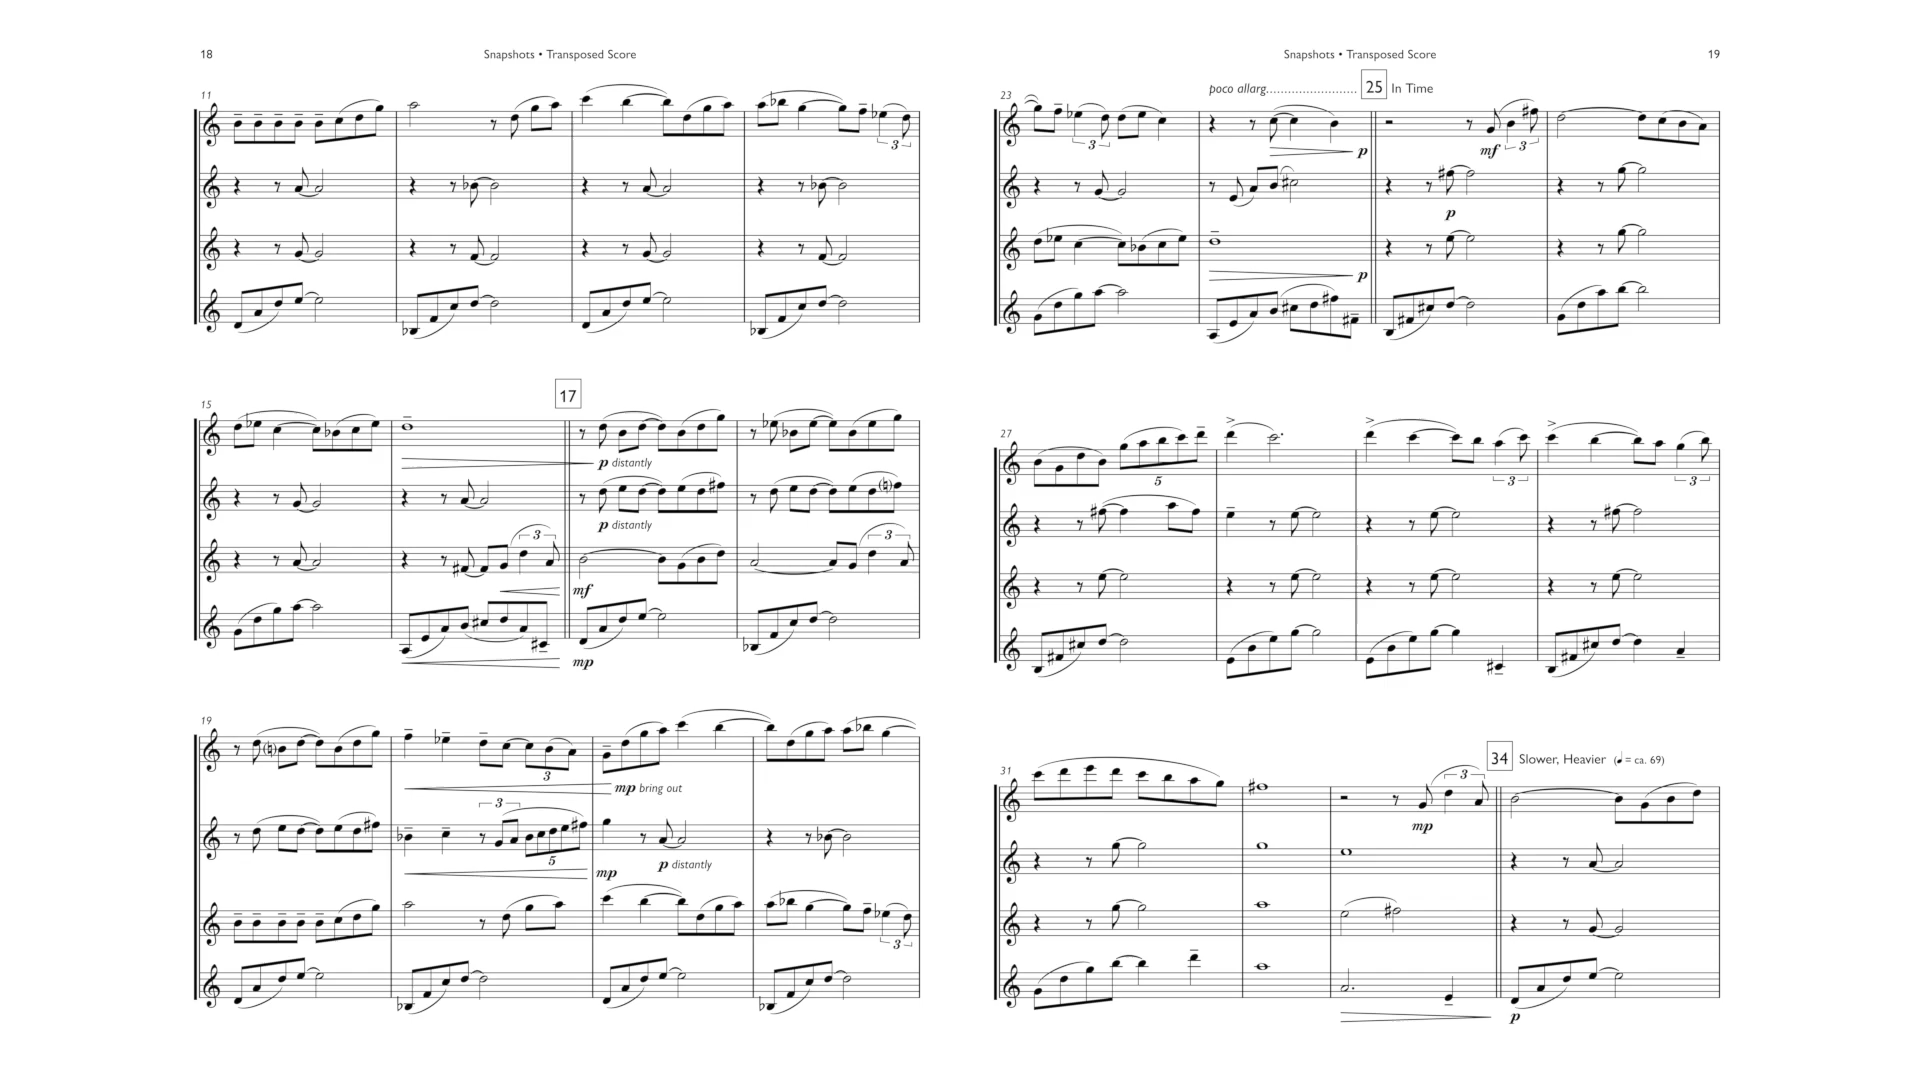 18
Snapshots • Transposed Score
11
3
15
17
p distantly
p distantly
3
3
mf
mp
19
3
mp bring out
3
5
mp
p distantly
3
Snapshots • Transposed Score
19
23
poco allarg.........................
25 In Time
3
p
mf
3
p
p
27
5
3
3
31
34 Slower, Heavier (♩ = ca. 69)
3
mp
p